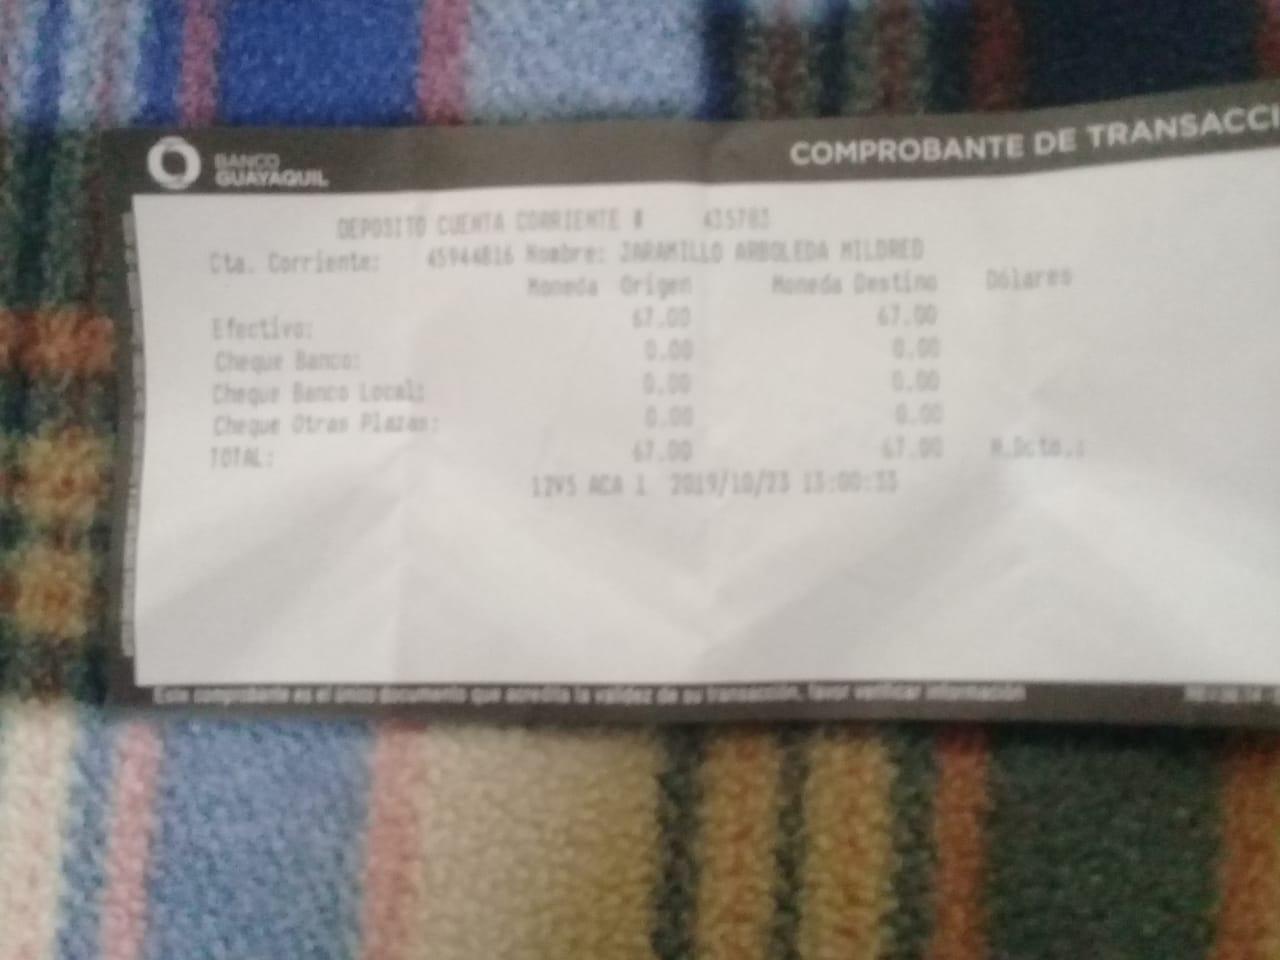 BANCO
GUAYAQUIL
COMPROBANTE DE TRANSACCI
DEPOSITO CUENTA CORRIENTE # 435783
Cta. Corriente: 45944816 Nombre: JARAMILLO ARBOLEDA MILDRED
Moneda Origen Moneda Destino Dólares
Efectivo: 67.00 67.00
Cheque Banco: 0.00 0.00
Cheque Banco Local: 0.00 0.00
Cheque Otras Plazas: 0.00 0.00
TOTAL: 67.00 67.00 N.Dcto.:
12V5 ACA 1 2019/10/23 13:00:33
Este comprobante es el único documento que acredita la validez de su transacción, favor verificar información